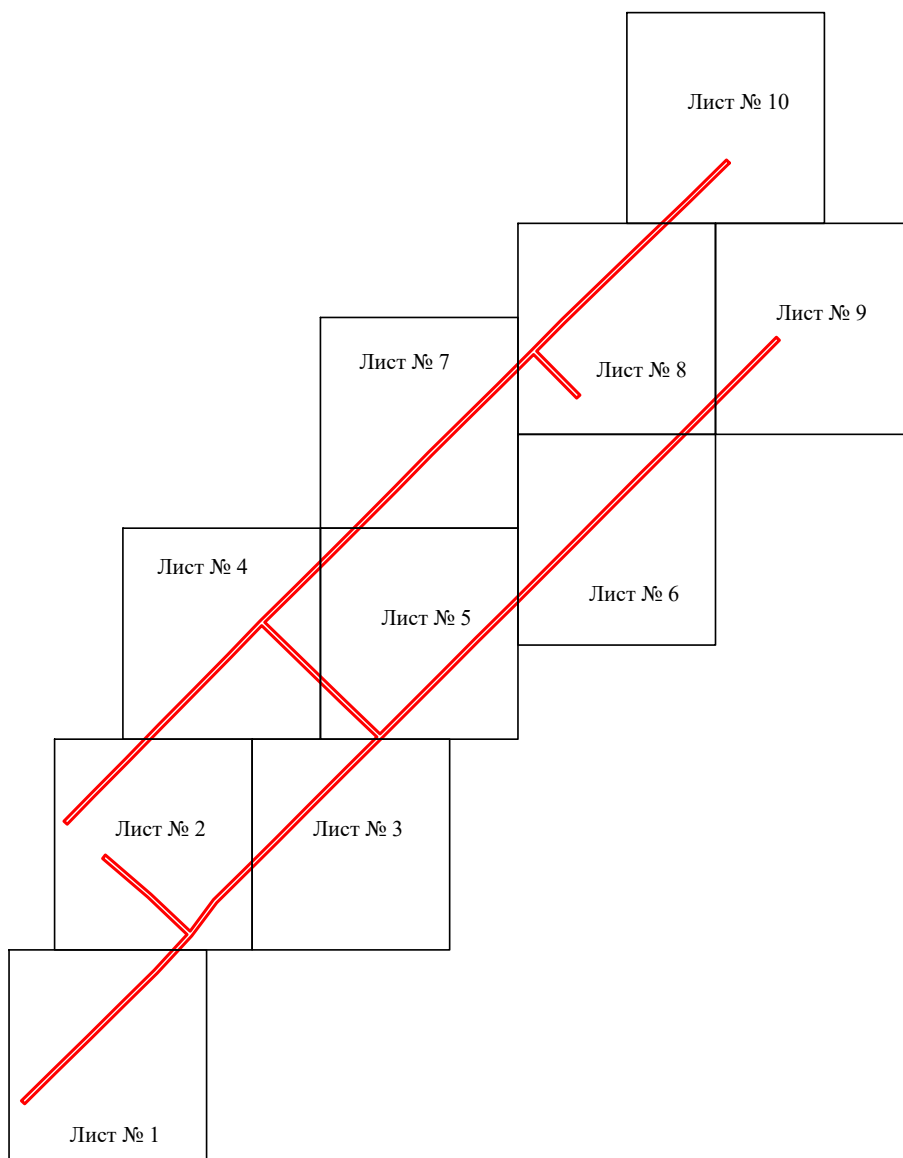 Лист № 10
Лист № 9
Лист № 7
Лист № 8
Лист № 4
Лист № 6
Лист № 5
Лист № 2
Лист № 3
Лист № 1